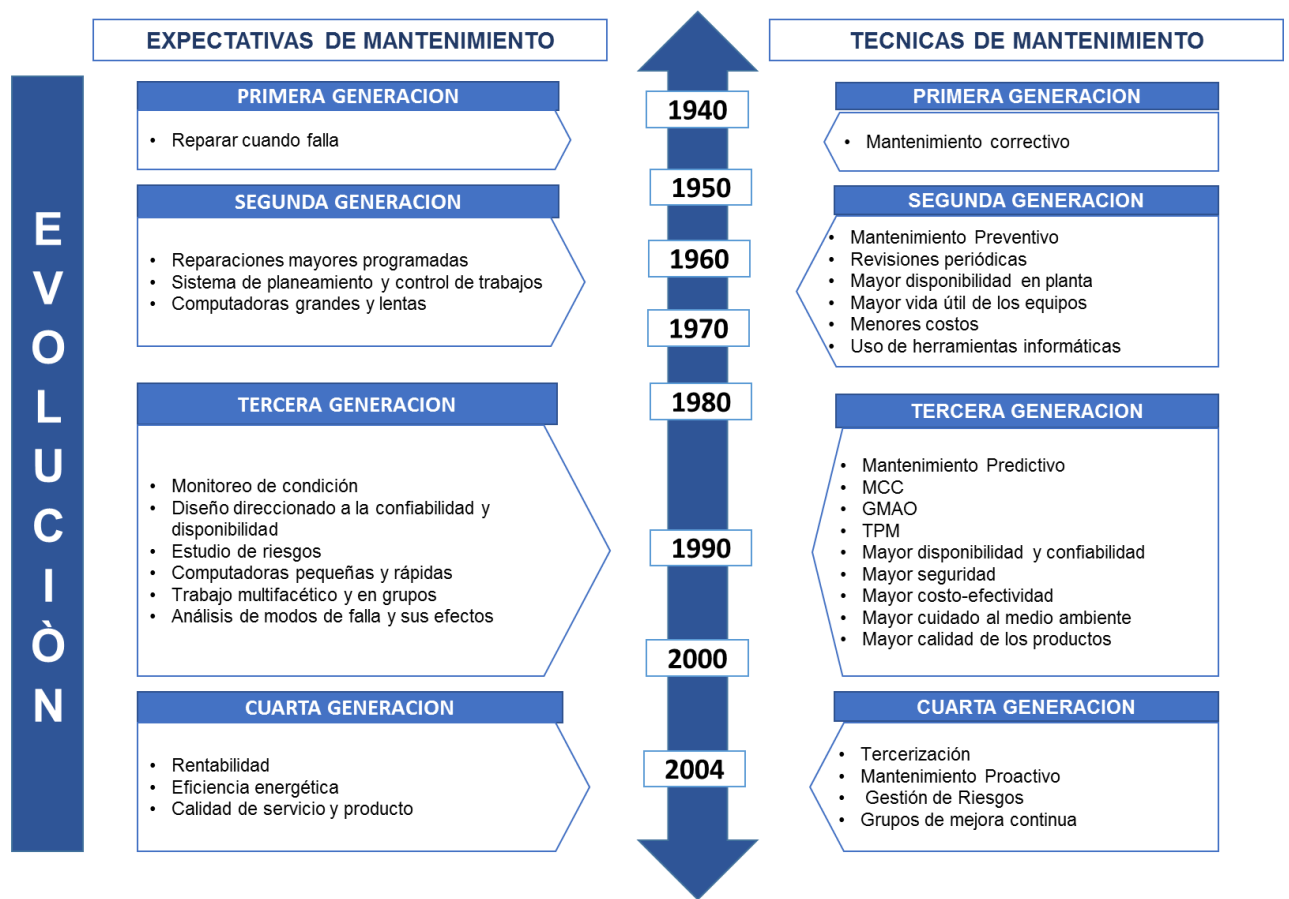 EXPECTATIVAS DE MANTENIMIENTO
TECNICAS DE MANTENIMIENTO
EVOLUCIÒN
PRIMERA GENERACION
• Reparar cuando falla
SEGUNDA GENERACION
• Reparaciones mayores programadas
• Sistema de planeamiento y control de trabajos
• Computadoras grandes y lentas
TERCERA GENERACION
• Monitoreo de condición
• Diseño direccionado a la confiabilidad y
disponibilidad
• Estudio de riesgos
• Computadoras pequeñas y rápidas
• Trabajo multifacético y en grupos
• Análisis de modos de falla y sus efectos
CUARTA GENERACION
• Rentabilidad
• Eficiencia energética
• Calidad de servicio y producto
1940
1950
1960
1970
1980
1990
2000
2004
PRIMERA GENERACION
• Mantenimiento correctivo
SEGUNDA GENERACION
• Mantenimiento Preventivo
• Revisiones periódicas
• Mayor disponibilidad en planta
• Mayor vida útil de los equipos
• Menores costos
• Uso de herramientas informáticas
TERCERA GENERACION
• Mantenimiento Predictivo
• MCC
• GMAO
• TPM
• Mayor disponibilidad y confiabilidad
• Mayor seguridad
• Mayor costo-efectividad
• Mayor cuidado al medio ambiente
• Mayor calidad de los productos
CUARTA GENERACION
• Tercerización
• Mantenimiento Proactivo
• Gestión de Riesgos
• Grupos de mejora continua